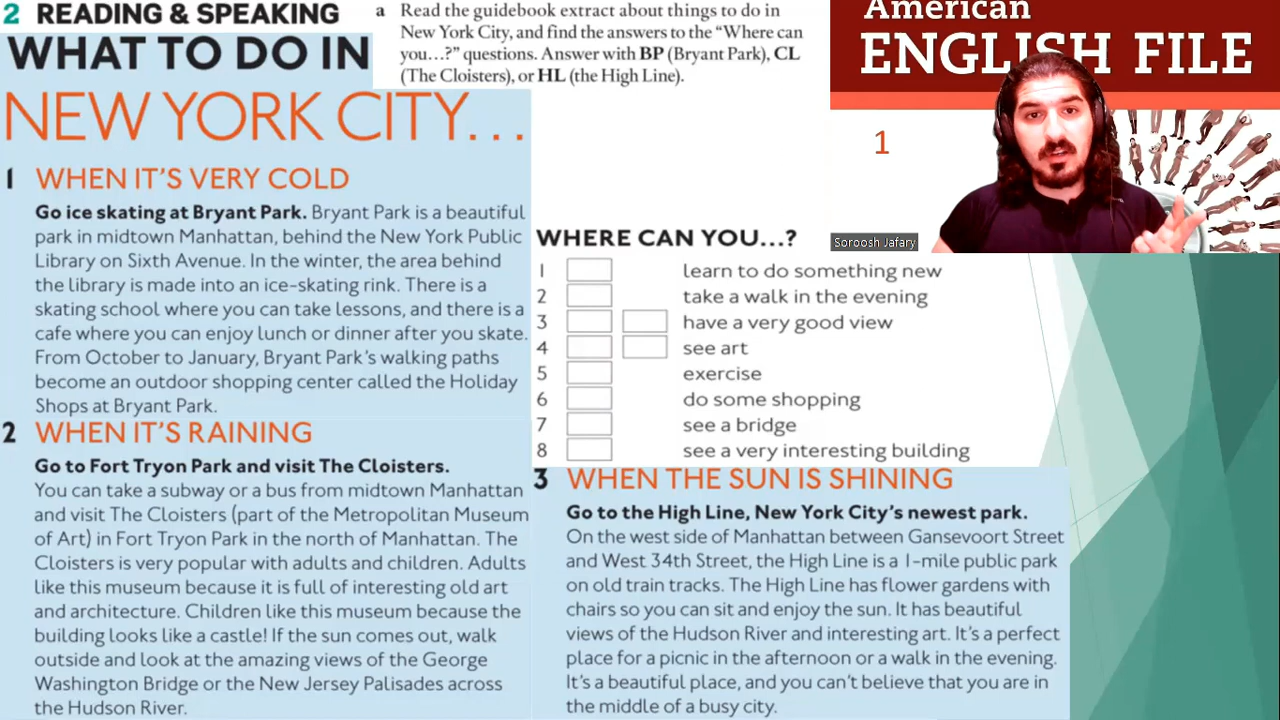 2 READING & SPEAKING
WHAT TO DO IN
NEW YORK CITY...
a Read the guidebook extract about things to do in
New York City, and find the answers to the “Where can
you...?” questions. Answer with BP (Bryant Park), CL
(The Cloisters), or HL (the High Line).
American
ENGLISH FILE
1
Soroosh Jafary
1 WHEN IT'S VERY COLD
Go ice skating at Bryant Park. Bryant Park is a beautiful
park in midtown Manhattan, behind the New York Public
Library on Sixth Avenue. In the winter, the area behind
the library is made into an ice-skating rink. There is a
skating school where you can take lessons, and there is a
cafe where you can enjoy lunch or dinner after you skate.
From October to January, Bryant Park's walking paths
become an outdoor shopping center called the Holiday
Shops at Bryant Park.
2 WHEN IT'S RAINING
Go to Fort Tryon Park and visit The Cloisters.
You can take a subway or a bus from midtown Manhattan
and visit The Cloisters (part of the Metropolitan Museum
of Art) in Fort Tryon Park in the north of Manhattan. The
Cloisters is very popular with adults and children. Adults
like this museum because it is full of interesting old art
and architecture. Children like this museum because the
building looks like a castle! If the sun comes out, walk
outside and look at the amazing views of the George
Washington Bridge or the New Jersey Palisades across
the Hudson River.
WHERE CAN YOU...?
1 learn to do something new
2 take a walk in the evening
3 have a very good view
4 see art
5 exercise
6 do some shopping
7 see a bridge
8 see a very interesting building
3 WHEN THE SUN IS SHINING
Go to the High Line, New York City's newest park.
On the west side of Manhattan between Gansevoort Street
and West 34th Street, the High Line is a 1-mile public park
on old train tracks. The High Line has flower gardens with
chairs so you can sit and enjoy the sun. It has beautiful
views of the Hudson River and interesting art. It's a perfect
place for a picnic in the afternoon or a walk in the evening.
It's a beautiful place, and you can't believe that you are in
the middle of a busy city.